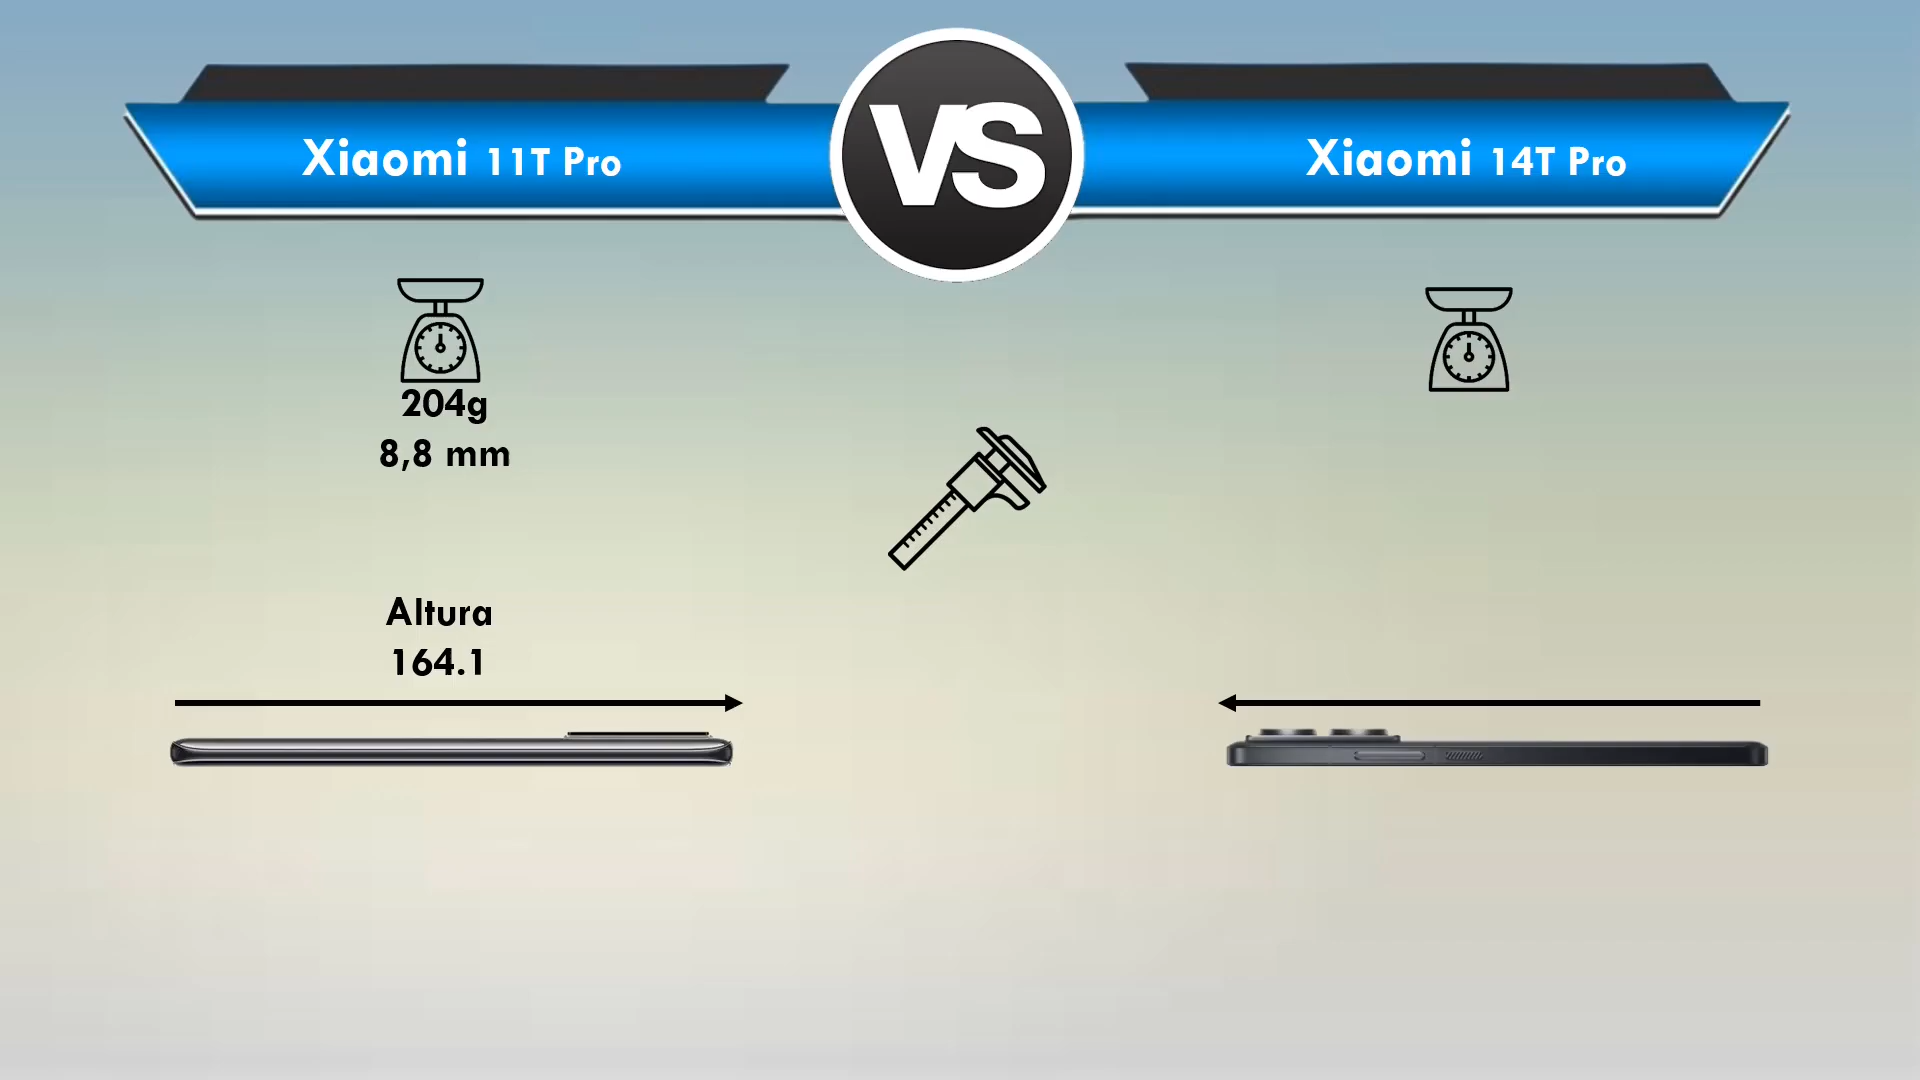 Xiaomi 11T Pro
VS
Xiaomi 14T Pro
204g
8,8 mm
Altura
164.1